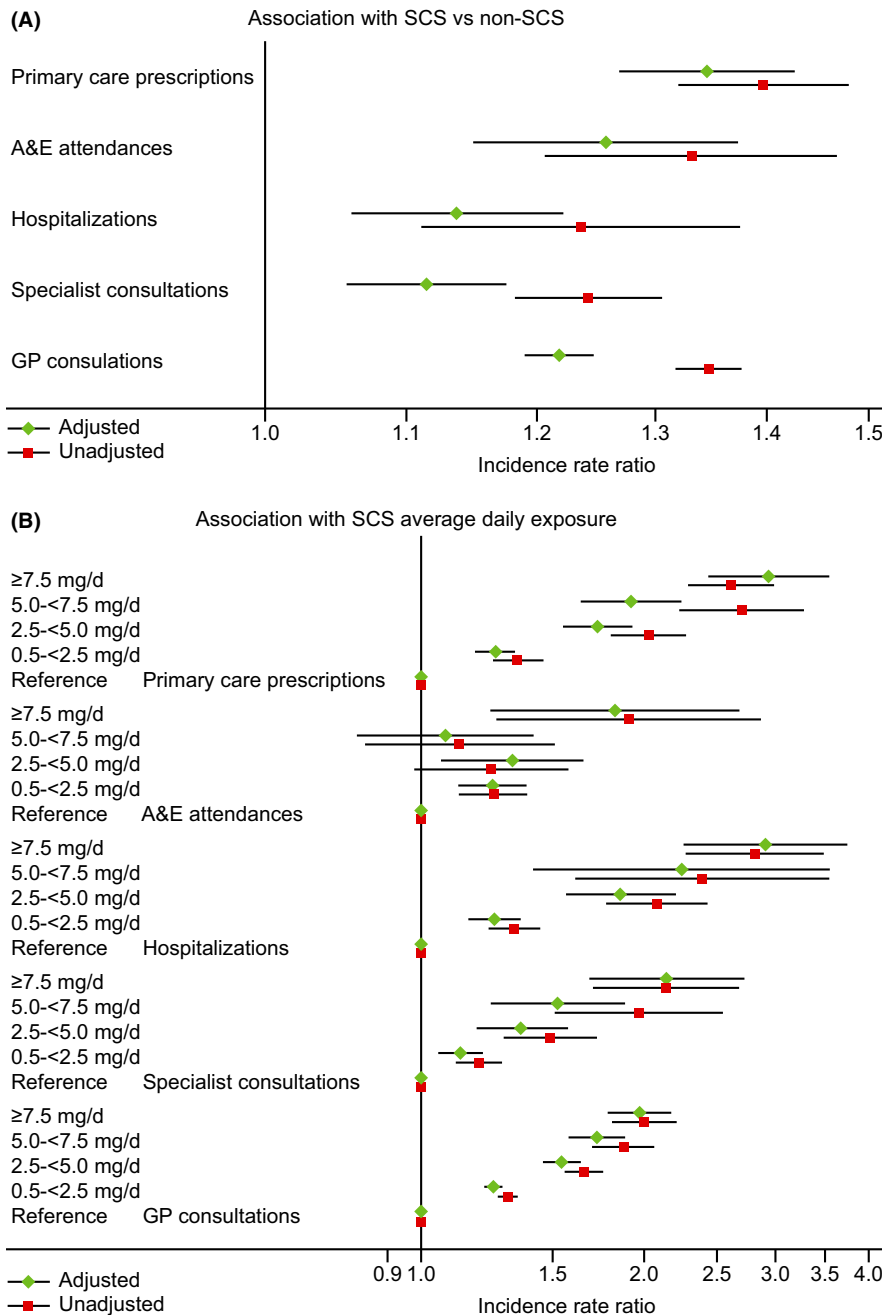 (A) Association with SCS vs non-SCS
Primary care prescriptions
A&E attendances
Hospitalizations
Specialist consultations
GP consulations
1.0 1.1 1.2 1.3 1.4 1.5
Adjusted
Unadjusted
Incidence rate ratio
(B) Association with SCS average daily exposure
≥7.5 mg/d
5.0-<7.5 mg/d
2.5-<5.0 mg/d
0.5-<2.5 mg/d
Reference Primary care prescriptions
≥7.5 mg/d
5.0-<7.5 mg/d
2.5-<5.0 mg/d
0.5-<2.5 mg/d
Reference A&E attendances
≥7.5 mg/d
5.0-<7.5 mg/d
2.5-<5.0 mg/d
0.5-<2.5 mg/d
Reference Hospitalizations
≥7.5 mg/d
5.0-<7.5 mg/d
2.5-<5.0 mg/d
0.5-<2.5 mg/d
Reference Specialist consultations
≥7.5 mg/d
5.0-<7.5 mg/d
2.5-<5.0 mg/d
0.5-<2.5 mg/d
Reference GP consultations
0.9 1.0 1.5 2.0 2.5 3.0 3.5 4.0
Adjusted
Unadjusted
Incidence rate ratio